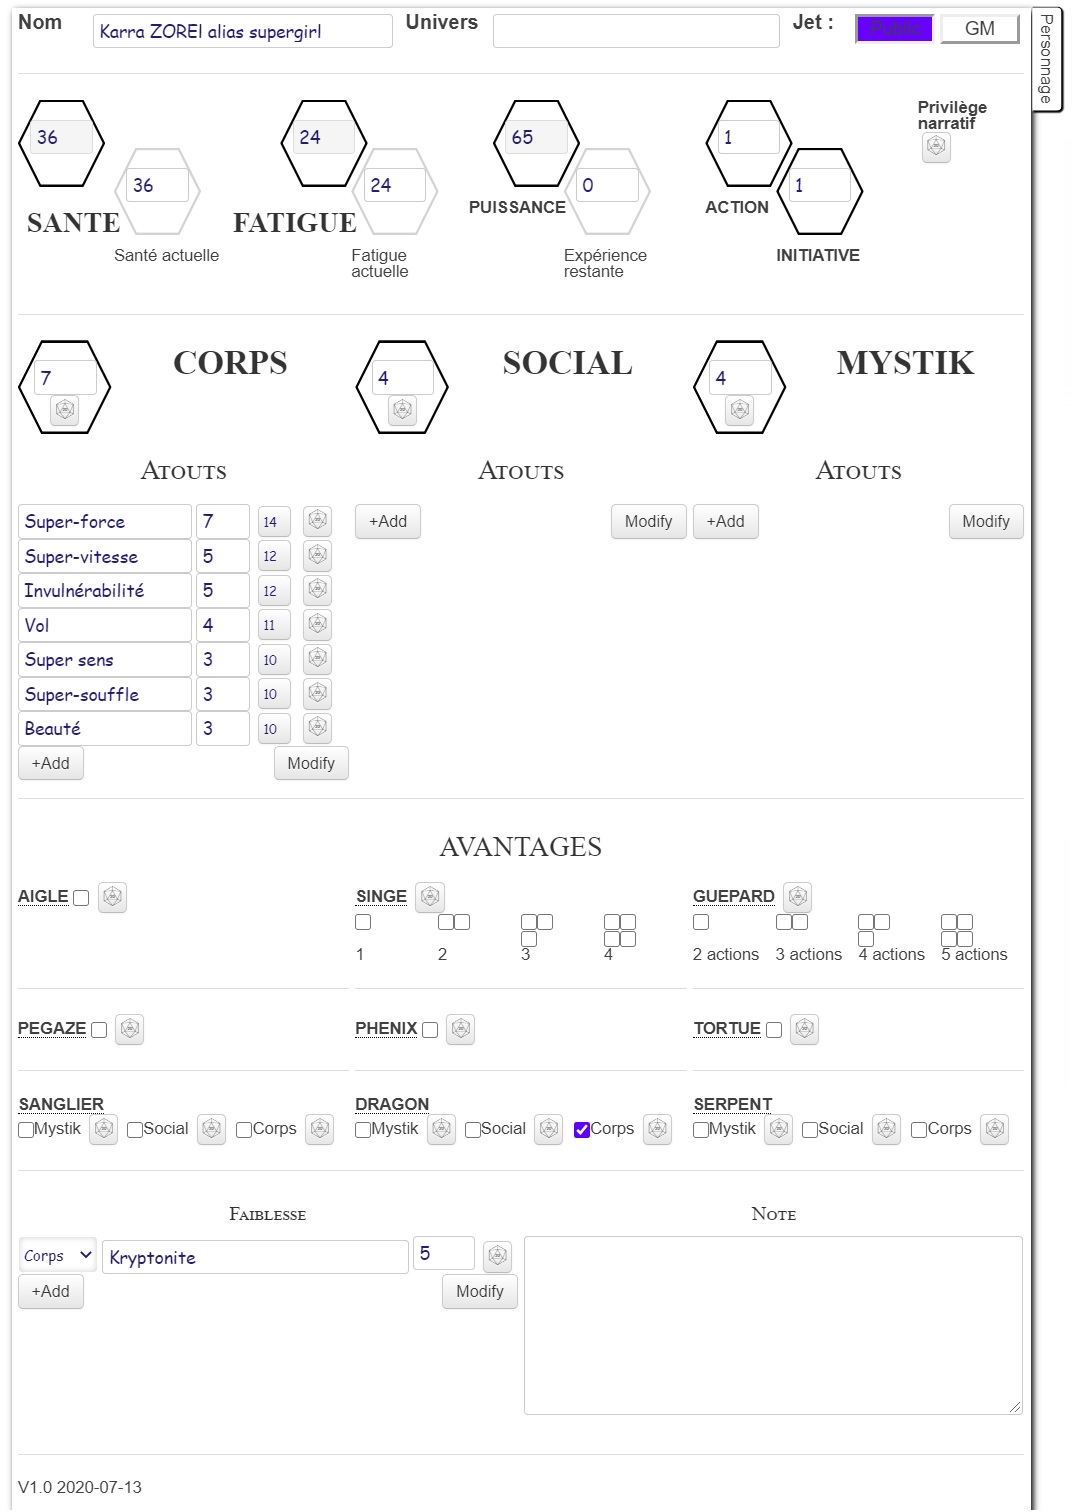 Nom Karra ZOREl alias supergirl Univers Jet : Public GM
Personnage
36 24 65 1 Privilège
narratif
36 24 0 1
SANTE FATIGUE PUISSANCE ACTION
Santé actuelle Fatigue
actuelle Expérience
restante INITIATIVE
7 CORPS 4 SOCIAL 4 MYSTIK
Atouts Atouts Atouts
Super-force 7 14 +Add Modify +Add Modify
Super-vitesse 5 12
Invulnérabilité 5 12
Vol 4 11
Super sens 3 10
Super-souffle 3 10
Beauté 3 10
+Add Modify
AVANTAGES
AIGLE SINGE GUEPARD
1 2 3 4 2 actions 3 actions 4 actions 5 actions
PEGAZE PHENIX TORTUE
SANGLIER DRAGON SERPENT
Mystik Social Corps Mystik Social Corps Mystik Social Corps
Faiblesse Note
Corps Kryptonite 5
+Add Modify
V1.0 2020-07-13